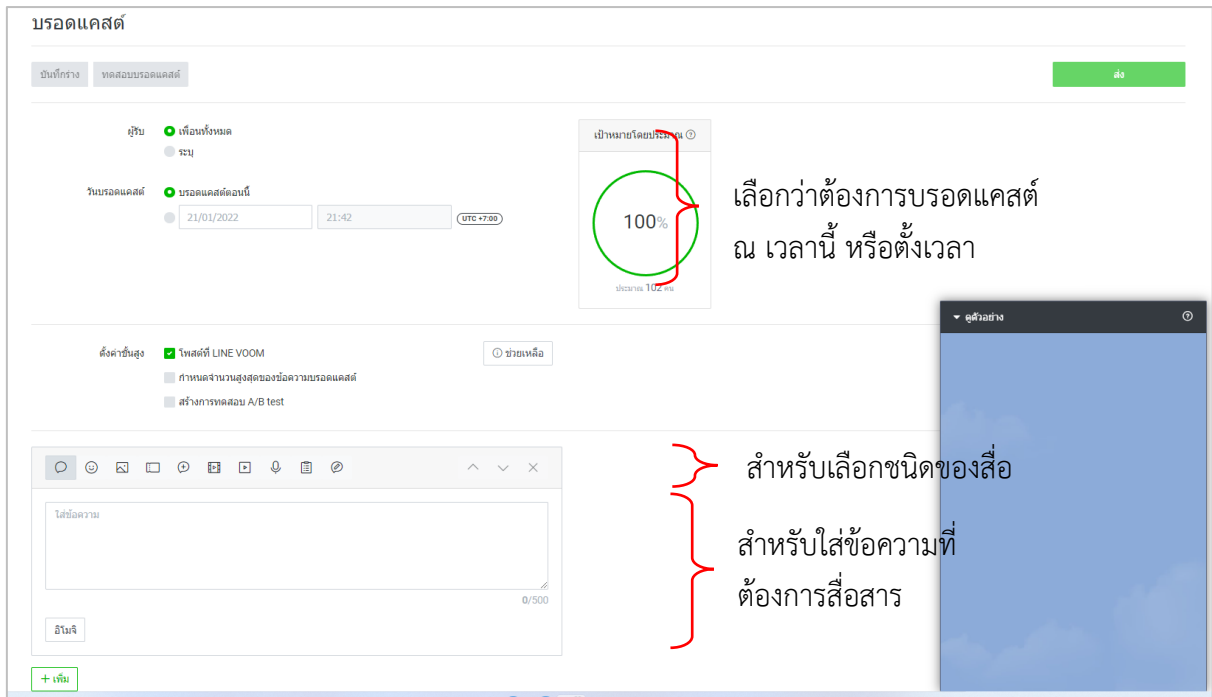 บรอดแคสต์
บันทึกร่าง ทดสอบบรอดแคสต์ ส่ง
ผู้รับ เพื่อนทั้งหมด
ระบุ
เป้าหมายโดยประมาณ
วันบรอดแคสต์ บรอดแคสต์ตอนนี้
21/01/2022 21:42 UTC +7:00
100%
ประมาณ 102 คน
เลือกว่าต้องการบรอดแคสต์
ณ เวลานี้ หรือตั้งเวลา
ดูตัวอย่าง
ตั้งค่าขั้นสูง โพสต์ที่ LINE VOOM ช่วยเหลือ
กำหนดจำนวนสูงสุดของข้อความบรอดแคสต์
สร้างการทดสอบ A/B test
สำหรับเลือกชนิดของสื่อ
ใส่ข้อความ
สำหรับใส่ข้อความที่
ต้องการสื่อสาร
0/500
อิโมจิ
+ เพิ่ม